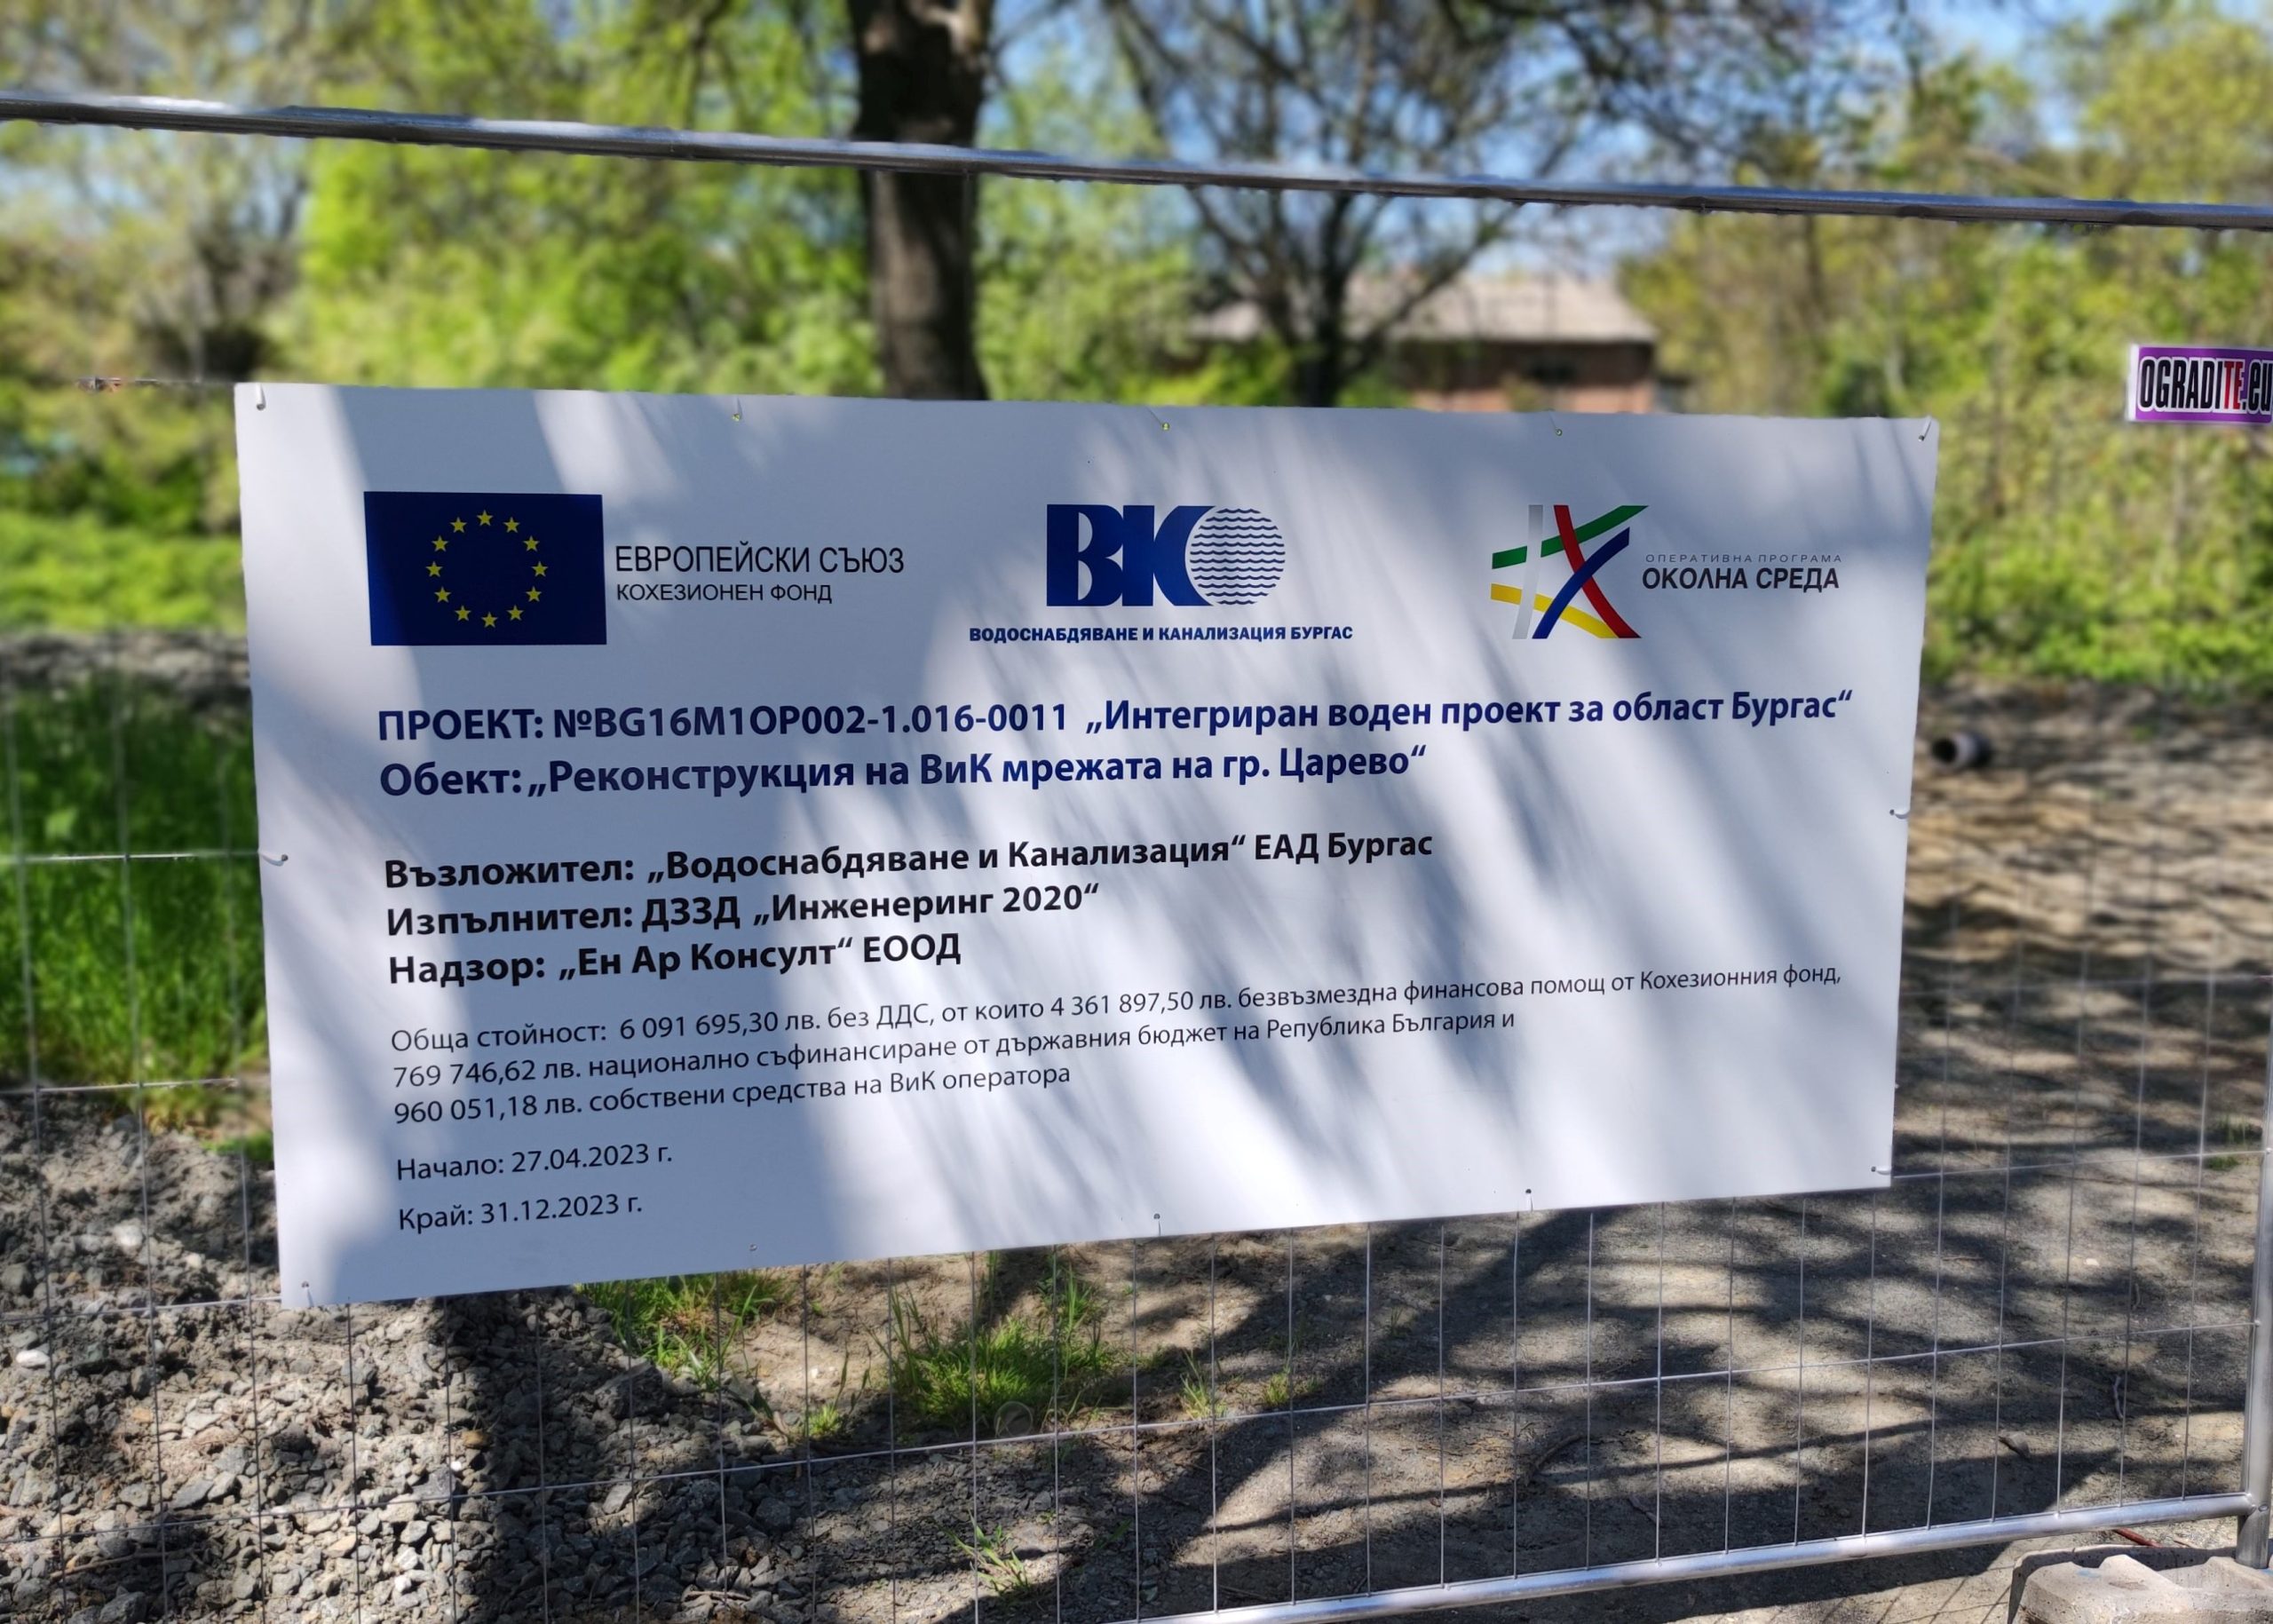 OGRADITE.eu
ЕВРОПЕЙСКИ СЪЮЗ
КОХЕЗИОНЕН ФОНД
ВК
ВОДОСНАБДЯВАНЕ И КАНАЛИЗАЦИЯ БУРГАС
ОПЕРАТИВНА ПРОГРАМА
ОКОЛНА СРЕДА
ПРОЕКТ: №BG16M1OP002-1.016-0011 „Интегриран воден проект за област Бургас“
Обект: „Реконструкция на ВиК мрежата на гр. Царево“
Възложител: „Водоснабдяване и Канализация“ ЕАД Бургас
Изпълнител: ДЗЗД „Инженеринг 2020“
Надзор: „Ен Ар Консулт“ ЕООД
Обща стойност: 6 091 695,30 лв. без ДДС, от които 4 361 897,50 лв. безвъзмездна финансова помощ от Кохезионния фонд,
769 746,62 лв. национално съфинансиране от държавния бюджет на Република България и
960 051,18 лв. собствени средства на ВиК оператора
Начало: 27.04.2023 г.
Край: 31.12.2023 г.